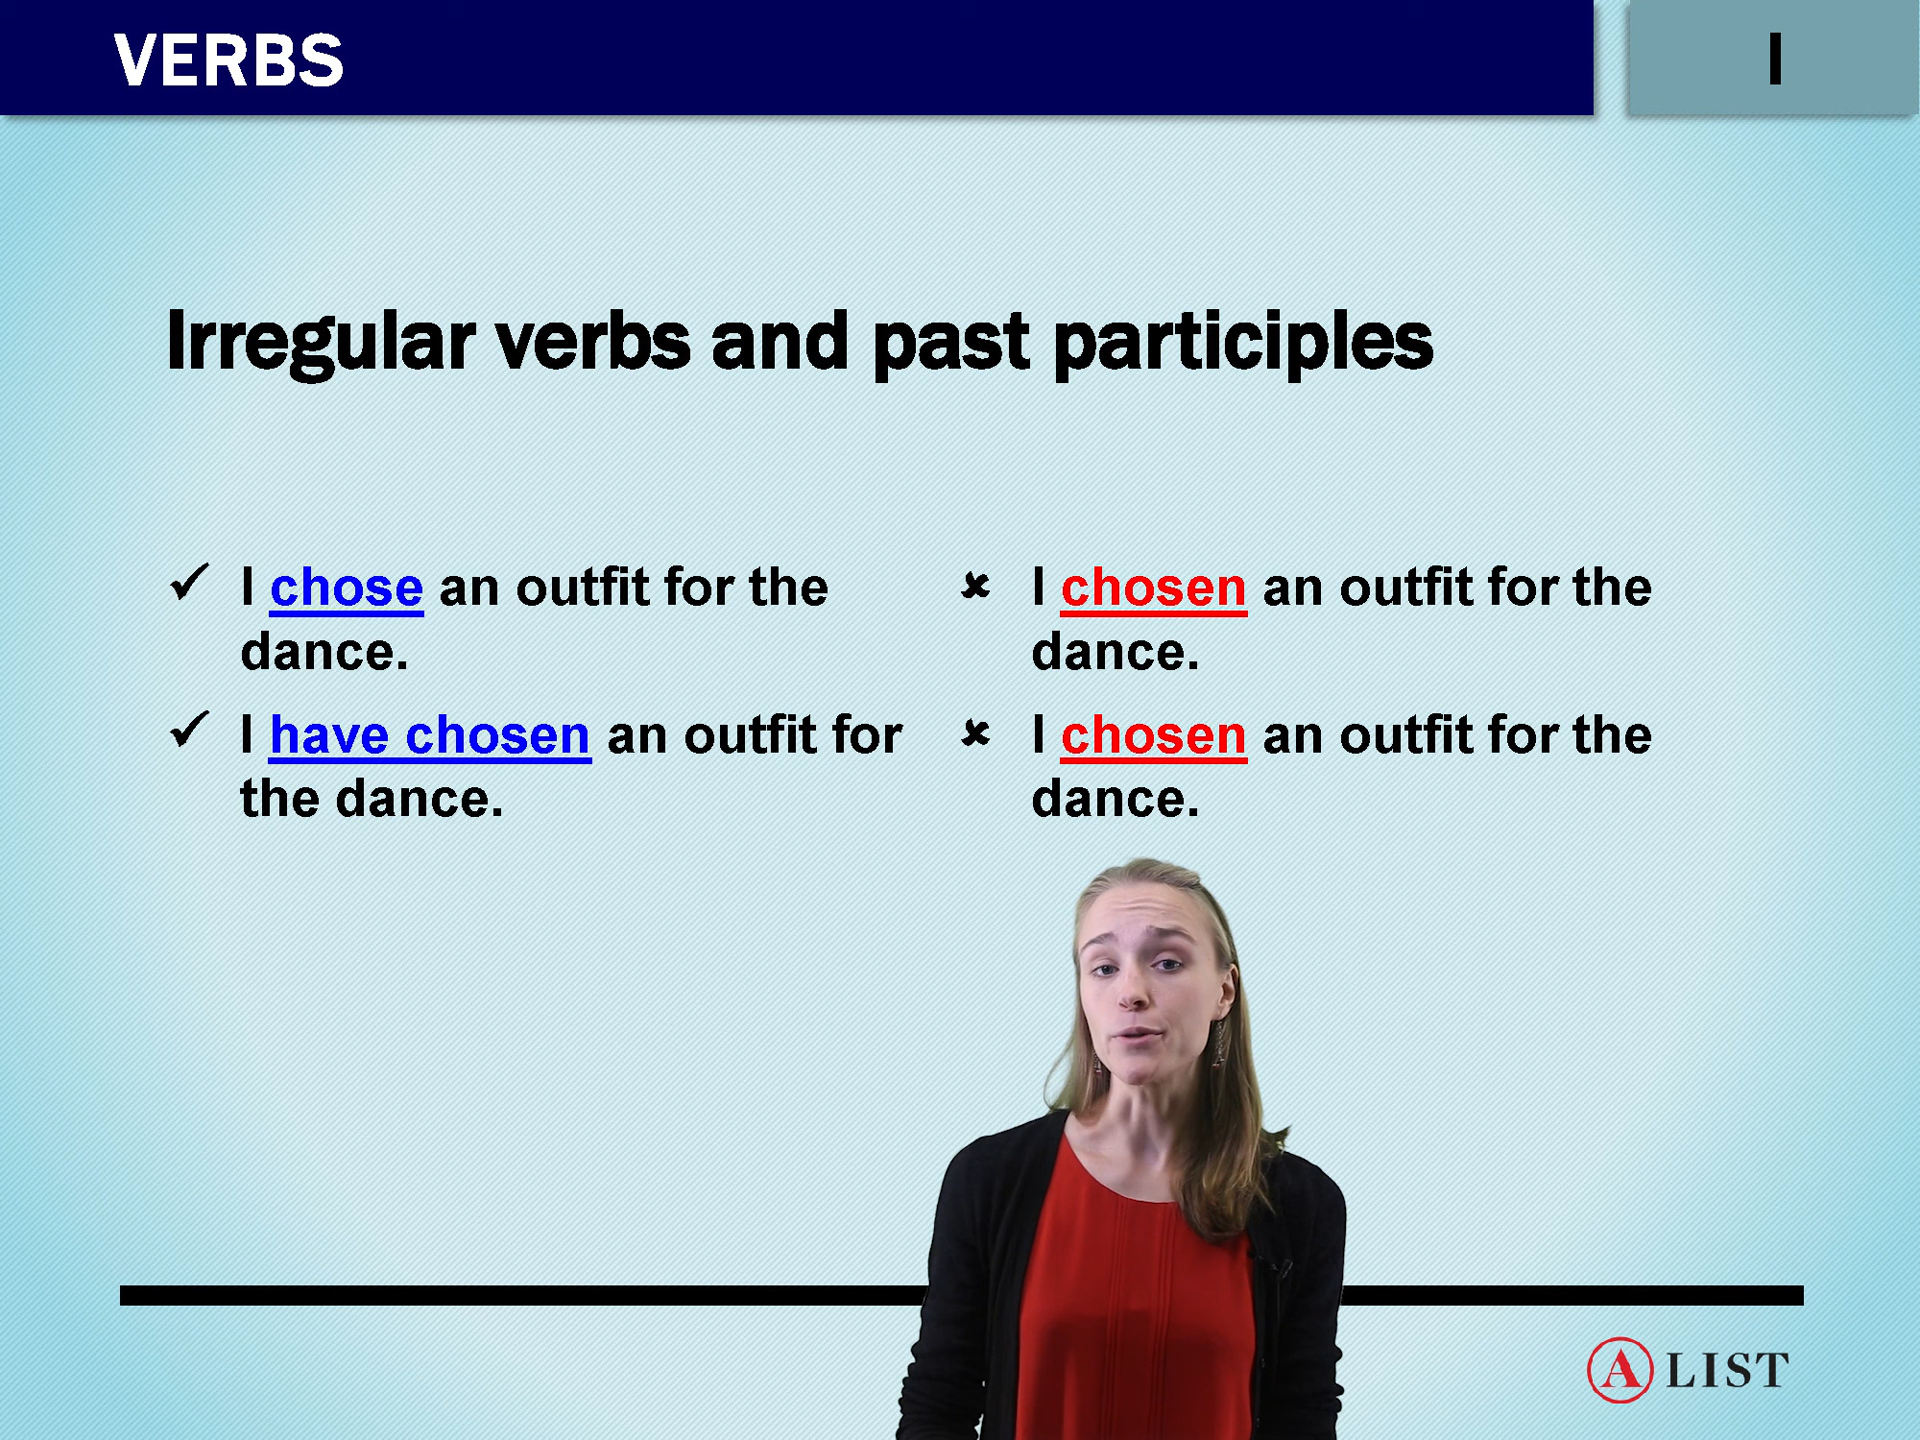 VERBS
I
Irregular verbs and past participles
✓ I chose an outfit for the
dance.
✓ I have chosen an outfit for
the dance.
✘ I chosen an outfit for the
dance.
✘ I chosen an outfit for the
dance.
A LIST